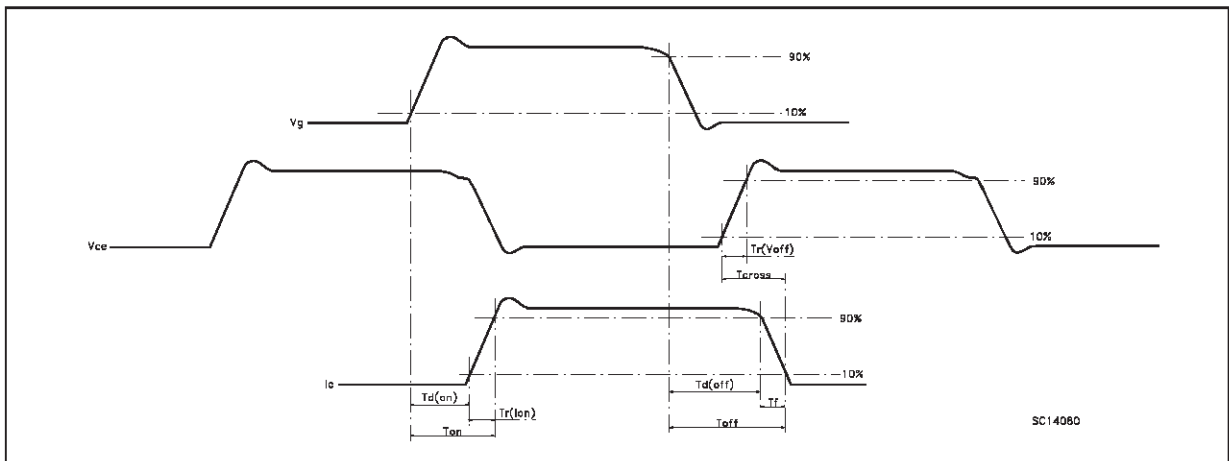 90%
Vg
10%
90%
Vce
10%
Tr(Voff)
Tcross
90%
Ic
10%
Td(on)
Td(off)
Tr(Ion)
Tf
Ton
Toff
SC14080